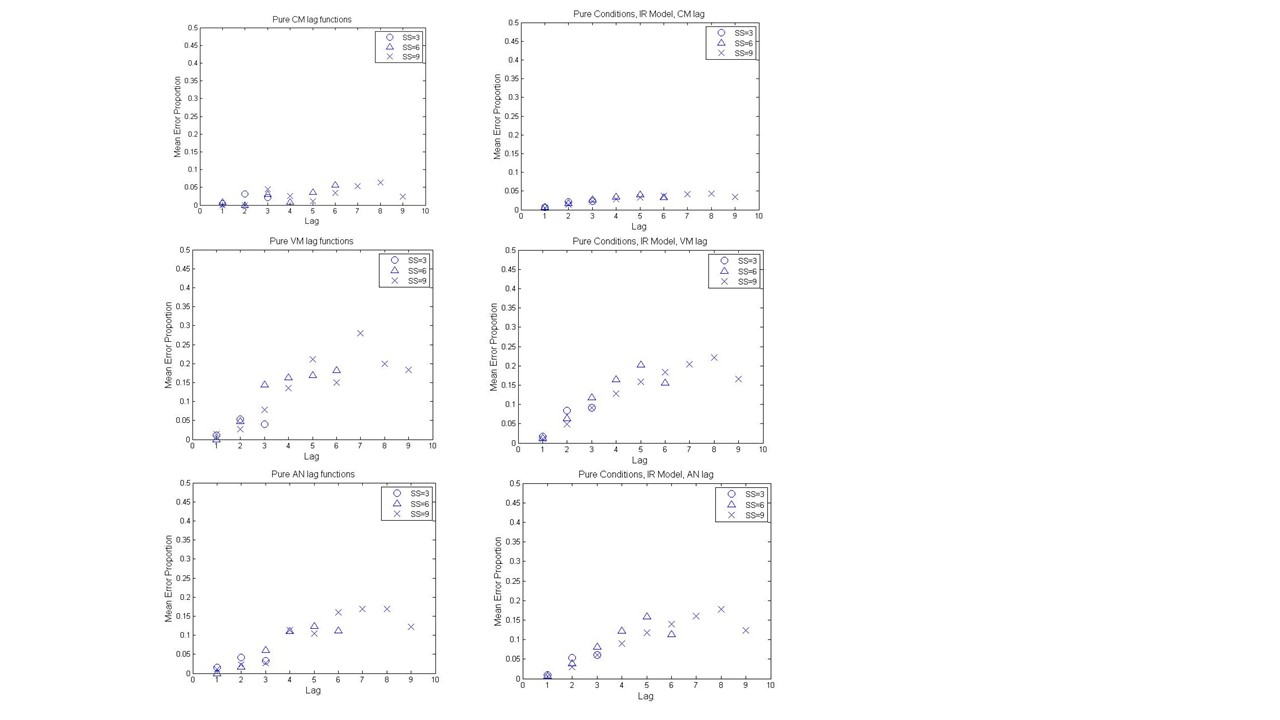 Pure CM lag functions
0.5
0.45
0.4
0.35
0.3
0.25
0.2
0.15
0.1
0.05
0
0 1 2 3 4 5 6 7 8 9 10
Mean Error Proportion
Lag
SS=3
SS=6
SS=9
Pure Conditions, IR Model, CM lag
0.5
0.45
0.4
0.35
0.3
0.25
0.2
0.15
0.1
0.05
0
0 1 2 3 4 5 6 7 8 9 10
Mean Error Proportion
Lag
SS=3
SS=6
SS=9
Pure VM lag functions
0.5
0.45
0.4
0.35
0.3
0.25
0.2
0.15
0.1
0.05
0
0 1 2 3 4 5 6 7 8 9 10
Mean Error Proportion
Lag
SS=3
SS=6
SS=9
Pure Conditions, IR Model, VM lag
0.5
0.45
0.4
0.35
0.3
0.25
0.2
0.15
0.1
0.05
0
0 1 2 3 4 5 6 7 8 9 10
Mean Error Proportion
Lag
SS=3
SS=6
SS=9
Pure AN lag functions
0.5
0.45
0.4
0.35
0.3
0.25
0.2
0.15
0.1
0.05
0
0 1 2 3 4 5 6 7 8 9 10
Mean Error Proportion
Lag
SS=3
SS=6
SS=9
Pure Conditions, IR Model, AN lag
0.5
0.45
0.4
0.35
0.3
0.25
0.2
0.15
0.1
0.05
0
0 1 2 3 4 5 6 7 8 9 10
Mean Error Proportion
Lag
SS=3
SS=6
SS=9